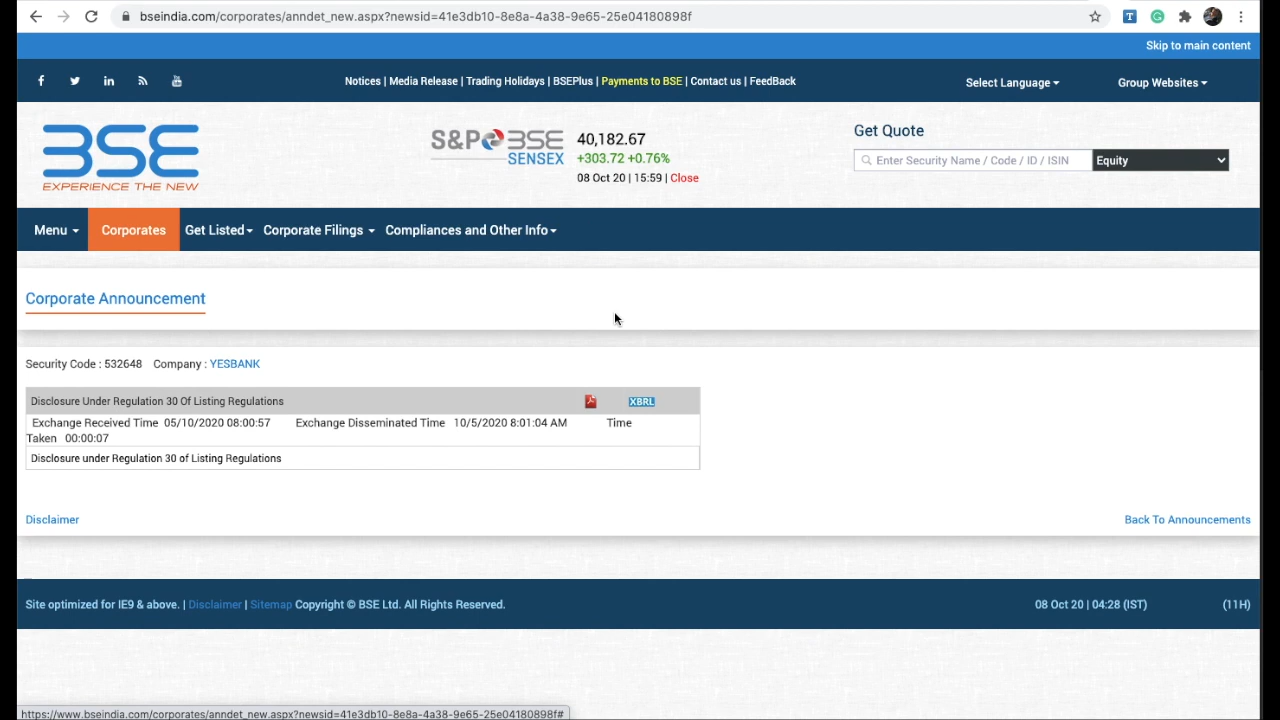 bseindia.com/corporates/anndet_new.aspx?newsid=41e3db10-8e8a-4a38-9e65-25e04180898f
Skip to main content
Notices | Media Release | Trading Holidays | BSEPlus | Payments to BSE | Contact us | FeedBack
Select Language
Group Websites
BSE
EXPERIENCE THE NEW
S&P BSE
SENSEX
40,182.67
+303.72 +0.76%
08 Oct 20 | 15:59 | Close
Get Quote
Enter Security Name / Code / ID / ISIN
Equity
Menu
Corporates
Get Listed
Corporate Filings
Compliances and Other Info
Corporate Announcement
Security Code : 532648 Company : YESBANK
Disclosure Under Regulation 30 Of Listing Regulations
XBRL
Exchange Received Time 05/10/2020 08:00:57 Exchange Disseminated Time 10/5/2020 8:01:04 AM Time
Taken 00:00:07
Disclosure under Regulation 30 of Listing Regulations
Disclaimer
Back To Announcements
Site optimized for IE9 & above. | Disclaimer | Sitemap Copyright © BSE Ltd. All Rights Reserved.
08 Oct 20 | 04:28 (IST)
(11H)
https://www.bseindia.com/corporates/anndet_new.aspx?newsid=41e3db10-8e8a-4a38-9e65-25e04180898f#